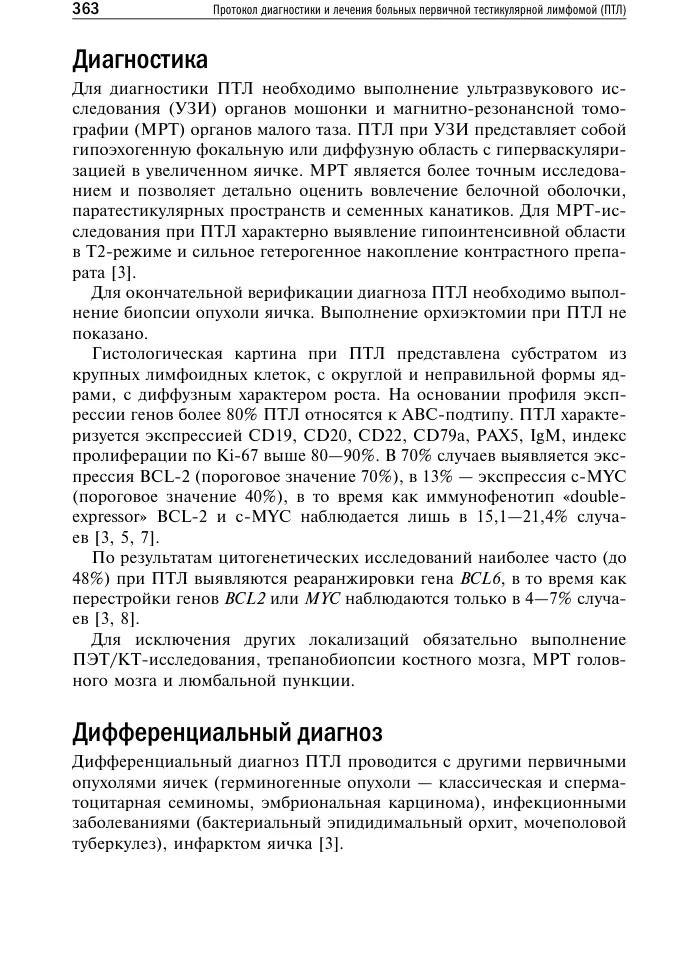 363
Протокол диагностики и лечения больных первичной тестикулярной лимфомой (ПТЛ)
Диагностика
Для диагностики ПТЛ необходимо выполнение ультразвукового ис-
следования (УЗИ) органов мошонки и магнитно-резонансной томо-
графии (МРТ) органов малого таза. ПТЛ при УЗИ представляет собой
гипоэхогенную фокальную или диффузную область с гиперваскуляри-
зацией в увеличенном яичке. МРТ является более точным исследова-
нием и позволяет детально оценить вовлечение белочной оболочки,
паратестикулярных пространств и семенных канатиков. Для МРТ-ис-
следования при ПТЛ характерно выявление гипоинтенсивной области
в Т2-режиме и сильное гетерогенное накопление контрастного препа-
рата [3].
Для окончательной верификации диагноза ПТЛ необходимо выпол-
нение биопсии опухоли яичка. Выполнение орхиэктомии при ПТЛ не
показано.
Гистологическая картина при ПТЛ представлена субстратом из
крупных лимфоидных клеток, с округлой и неправильной формы яд-
рами, с диффузным характером роста. На основании профиля эксп-
рессии генов более 80% ПТЛ относятся к ABC-подтипу. ПТЛ характе-
ризуется экспрессией CD19, CD20, CD22, CD79a, PAX5, IgM, индекс
пролиферации по Ki-67 выше 80—90%. В 70% случаев выявляется экс-
прессия BCL-2 (пороговое значение 70%), в 13% — экспрессия c-MYC
(пороговое значение 40%), в то время как иммунофенотип «double-
expressor» BCL-2 и c-MYC наблюдается лишь в 15,1—21,4% случа-
ев [3, 5, 7].
По результатам цитогенетических исследований наиболее часто (до
48%) при ПТЛ выявляются реаранжировки гена BCL6, в то время как
перестройки генов BCL2 или MYC наблюдаются только в 4—7% случа-
ев [3, 8].
Для исключения других локализаций обязательно выполнение
ПЭТ/КТ-исследования, трепанобиопсии костного мозга, МРТ голов-
ного мозга и люмбальной пункции.
Дифференциальный диагноз
Дифференциальный диагноз ПТЛ проводится с другими первичными
опухолями яичек (герминогенные опухоли — классическая и сперма-
тоцитарная семиномы, эмбриональная карцинома), инфекционными
заболеваниями (бактериальный эпидидимальный орхит, мочеполовой
туберкулез), инфарктом яичка [3].